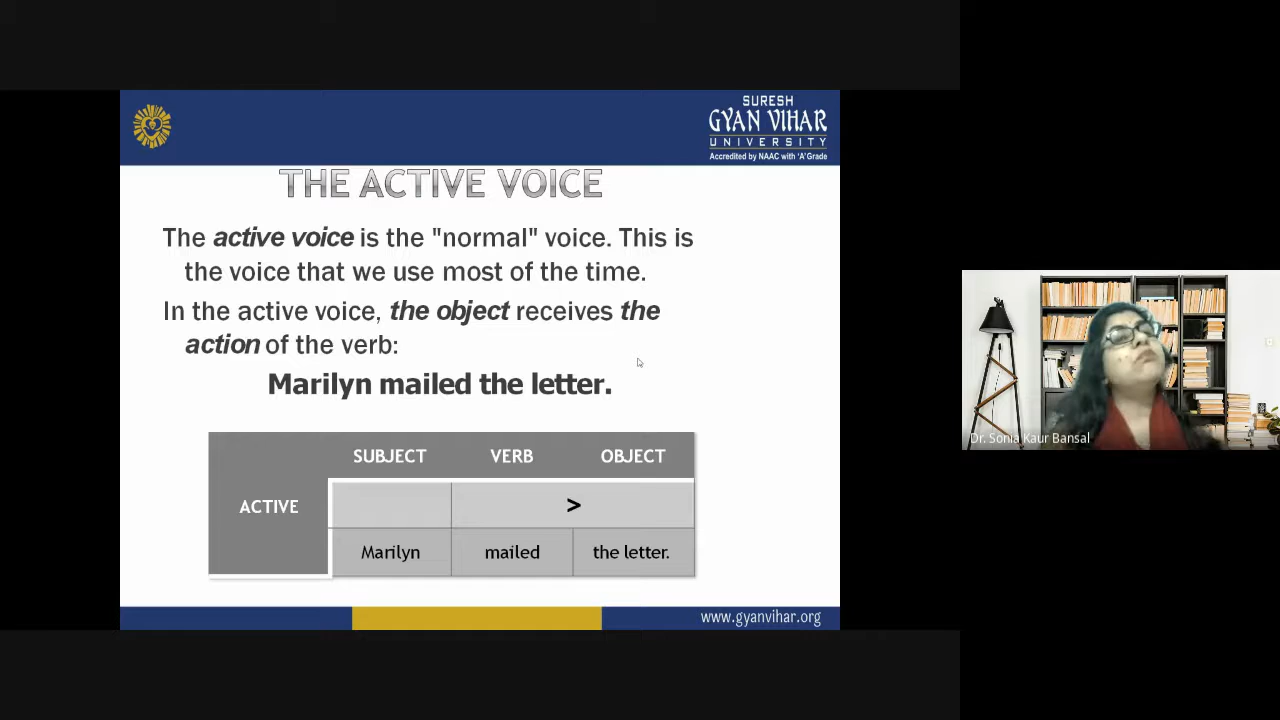 SURESH
GYAN VIHAR
UNIVERSITY
Accredited by NAAC with 'A' Grade
THE ACTIVE VOICE
The active voice is the "normal" voice. This is
the voice that we use most of the time.
In the active voice, the object receives the
action of the verb:
Marilyn mailed the letter.
SUBJECT VERB OBJECT
ACTIVE >
Marilyn mailed the letter.
www.gyanvihar.org
Dr. Sonia Kaur Bansal